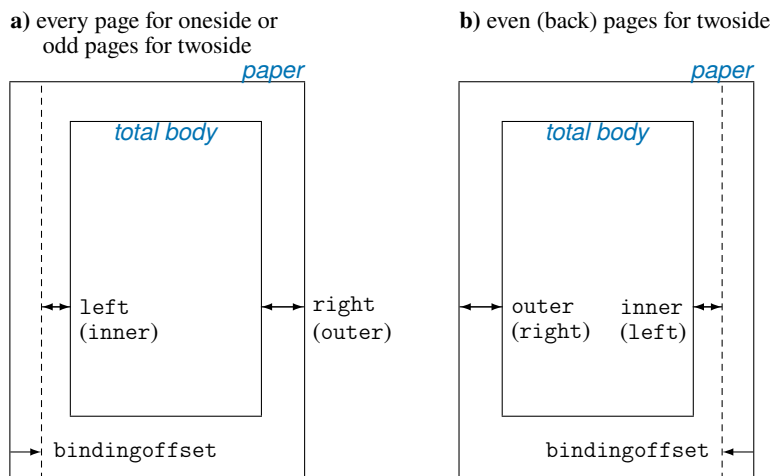 a) every page for oneside or
odd pages for twoside
paper
total body
left
(inner)
right
(outer)
bindingoffset
b) even (back) pages for twoside
paper
total body
outer
(right)
inner
(left)
bindingoffset